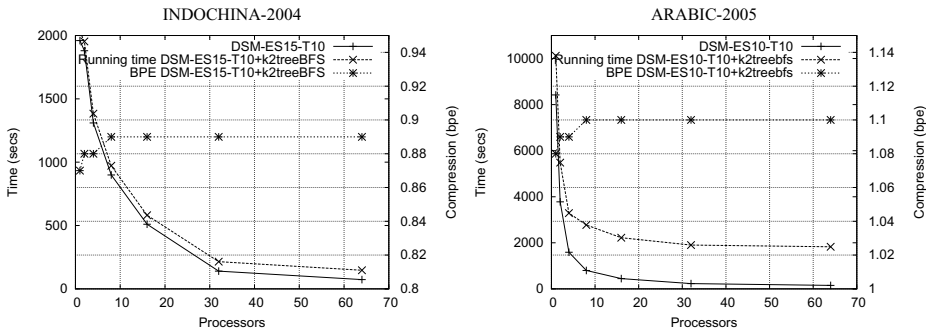 INDOCHINA-2004
2000
1500
1000
500
0
0 10 20 30 40 50 60 70
0.94
0.92
0.9
0.88
0.86
0.84
0.82
0.8
Time (secs)
Compression (bpe)
Processors
DSM-ES15-T10
Running time DSM-ES15-T10+k2treeBFS
BPE DSM-ES15-T10+k2treeBFS
ARABIC-2005
10000
8000
6000
4000
2000
0
0 10 20 30 40 50 60 70
1.14
1.12
1.1
1.08
1.06
1.04
1.02
1
Time (secs)
Compression (bpe)
Processors
DSM-ES10-T10
Running time DSM-ES10-T10+k2treebfs
BPE DSM-ES10-T10+k2treebfs